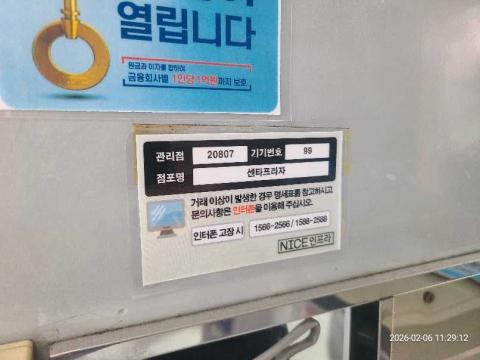 열립니다
원금과 이자를 합하여
금융회사별 1인당 1억원까지 보호
관리점 20807 기기번호 99
점포명 센타프라자
거래 이상이 발생한 경우 명세표를 참고하시고
문의사항은 인터폰을 이용해 주십시오.
인터폰 고장 시 1566-2566 / 1588-2588
NICE인프라
2026-02-06 11:29:12